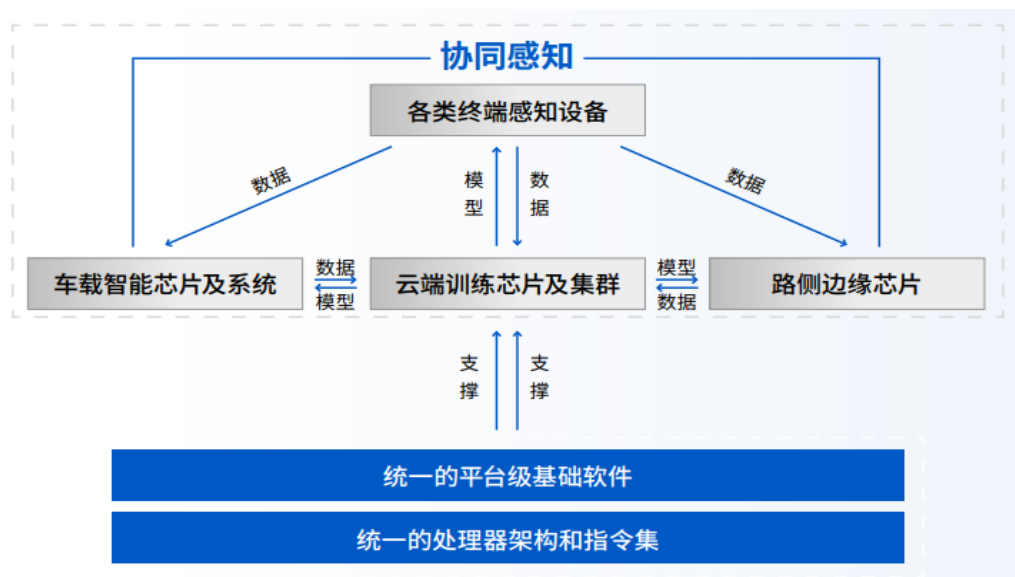 协同感知
各类终端感知设备
数据
模型
数据
数据
车载智能芯片及系统
数据
模型
云端训练芯片及集群
模型
数据
路侧边缘芯片
支撑
支撑
统一的平台级基础软件
统一的处理器架构和指令集